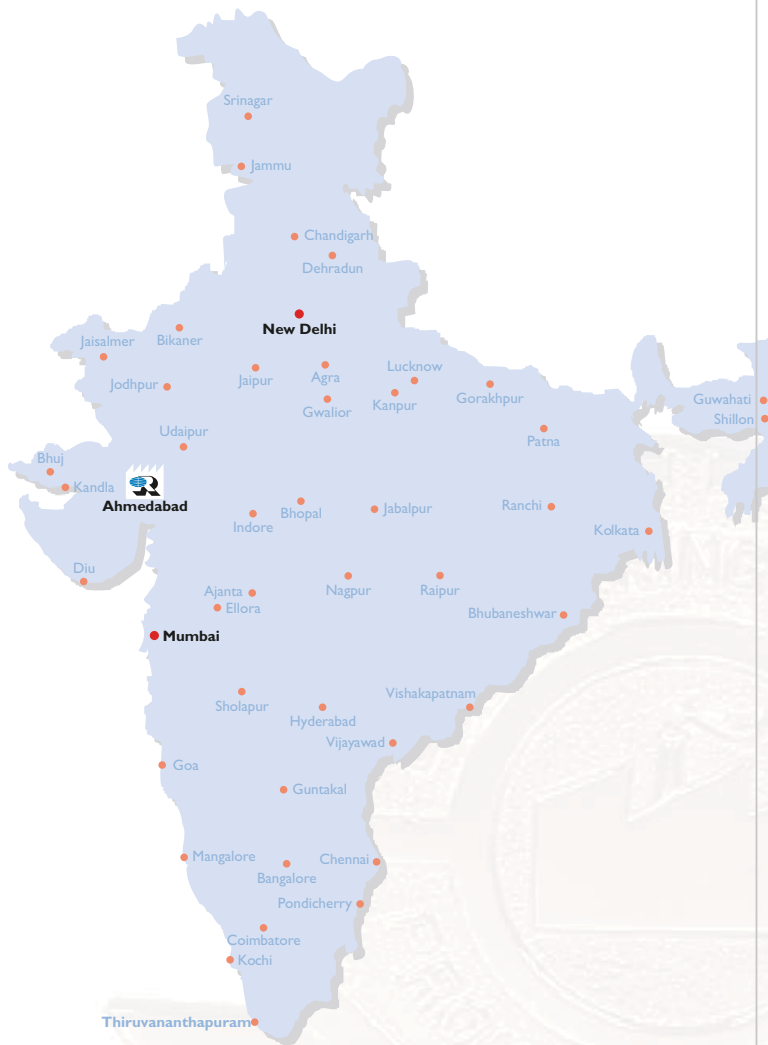 Srinagar
Jammu
Chandigarh
Dehradun
New Delhi
Jaisalmer
Bikaner
Jaipur
Agra
Lucknow
Jodhpur
Gwalior
Kanpur
Gorakhpur
Guwahati
Shillon
Udaipur
Patna
Bhuj
Kandla
R
Ahmedabad
Indore
Bhopal
Jabalpur
Ranchi
Kolkata
Diu
Ajanta
Ellora
Nagpur
Raipur
Bhubaneshwar
Mumbai
Sholapur
Hyderabad
Vishakapatnam
Vijayawad
Goa
Guntakal
Mangalore
Bangalore
Chennai
Pondicherry
Coimbatore
Kochi
Thiruvananthapuram